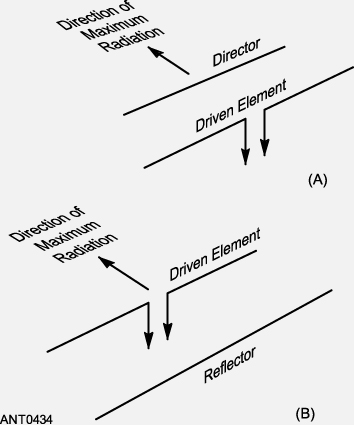 Direction of
Maximum
Radiation
Director
Driven Element
(A)
Direction of
Maximum
Radiation
Driven Element
Reflector
ANT0434
(B)